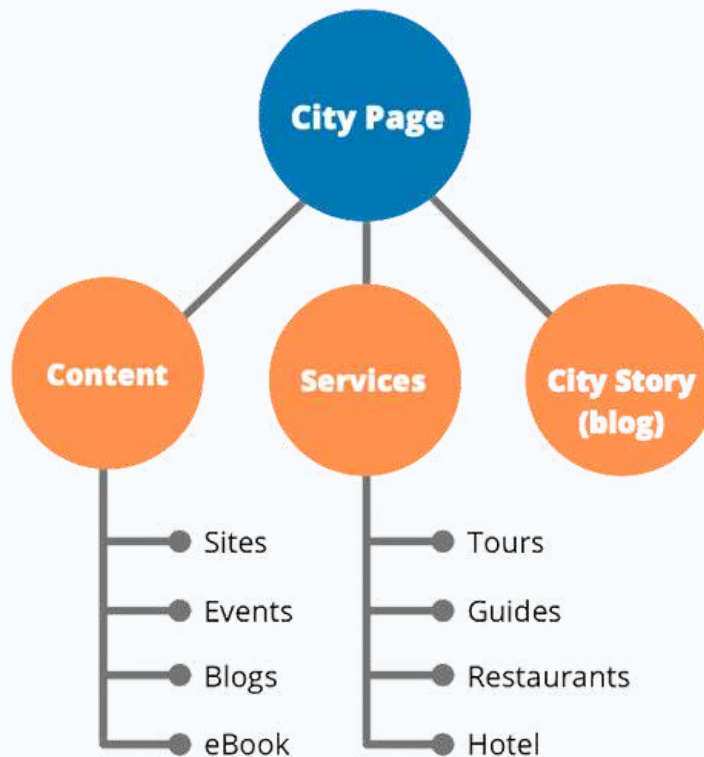 City Page
Content
Services
City Story
(blog)
Sites
Events
Blogs
eBook
Tours
Guides
Restaurants
Hotel